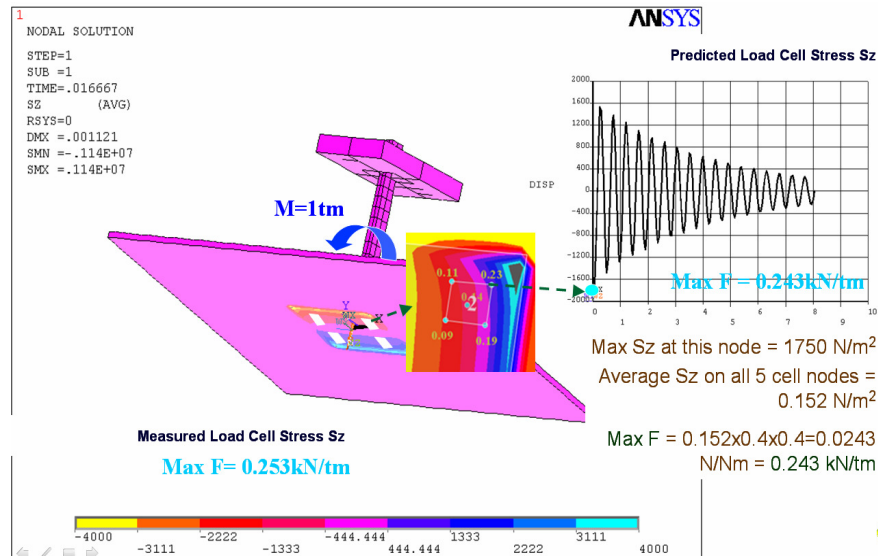 1
NODAL SOLUTION
STEP=1
SUB =1
TIME=.016667
SZ (AVG)
RSYS=0
DMX =.001121
SMN =-.114E+07
SMX =.114E+07
ANSYS
Predicted Load Cell Stress Sz
DISP
2000
1600
1200
800
400
0
-400
-800
-1200
-1600
-2000
0 1 2 3 4 5 6 7 8 9 10
Max F = 0.243kN/tm
M=1tm
0.11 0.23
2
0.09 0.19
Y
X
Max Sz at this node = 1750 N/m²
Average Sz on all 5 cell nodes =
0.152 N/m²
Max F = 0.152x0.4x0.4=0.0243
N/Nm = 0.243 kN/tm
Measured Load Cell Stress Sz
Max F= 0.253kN/tm
-4000 -2222 -444.444 1333 3111
-3111 -1333 444.444 2222 4000